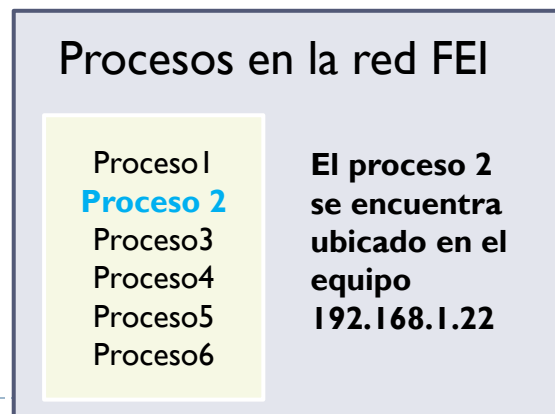 Procesos en la red FEI
Proceso1
Proceso 2
Proceso3
Proceso4
Proceso5
Proceso6
El proceso 2
se encuentra
ubicado en el
equipo
192.168.1.22